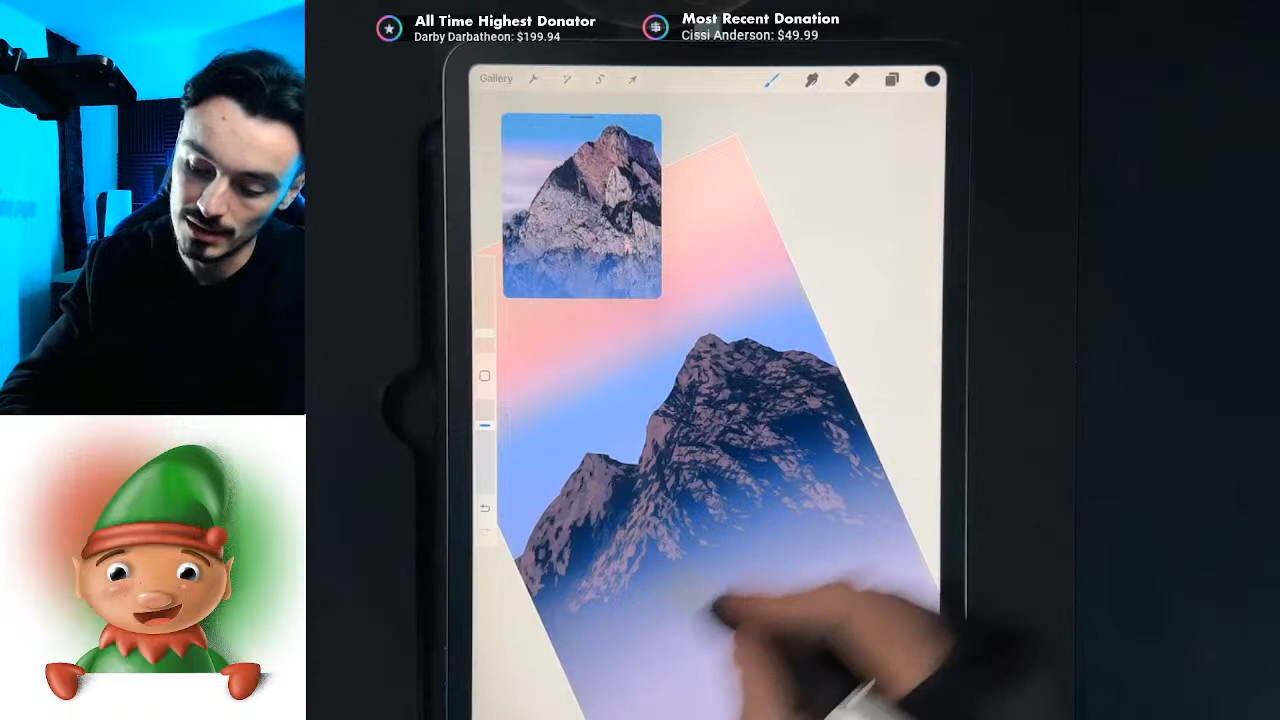 All Time Highest Donator
Darby Darbatheon: $199.94
Most Recent Donation
Cissi Anderson: $49.99
Gallery